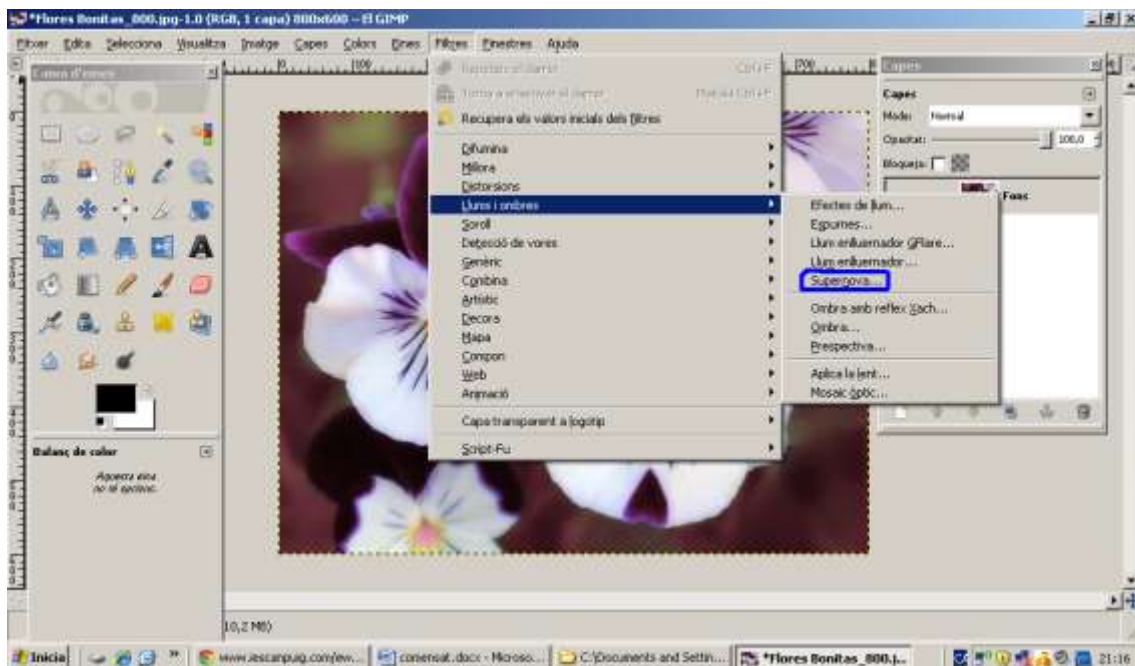 *Flores Bonitas_800.jpg-1.0 (RGB, 1 capa) 800x600 – El GIMP
Fitxer Edita Selecciona Visualitza Imatge Capes Colors Eines Filtres Finestres Ajuda
Caixa d'eines
Capes
Ctrl+F
Recupera els valors inicials dels filtres
Difumina
Millora
Distorsions
Llums i ombres
Soroll
Detecció de vores
Genèric
Combina
Artístic
Decora
Mapa
Compon
Web
Animació
Capa transparent a logotip
Script-Fu
Efectes de llum...
Espurnes...
Llum enlluernador GFlare...
Llum enlluernador...
Supernova...
Ombra amb reflex Xach...
Ombra...
Prespectiva...
Aplica la lent...
Mosaic òptic...
Capes
Mode: Normal
Opacitat: 100,0
Bloqueja:
Fons
Balanç de color
Aquesta eina
no té opcions.
10,2 MB)
Inicia
www.iescanpuig.com/ew...
comensat.docx - Microso...
C:\Documents and Settin...
*Flores Bonitas_800.j...
21:16